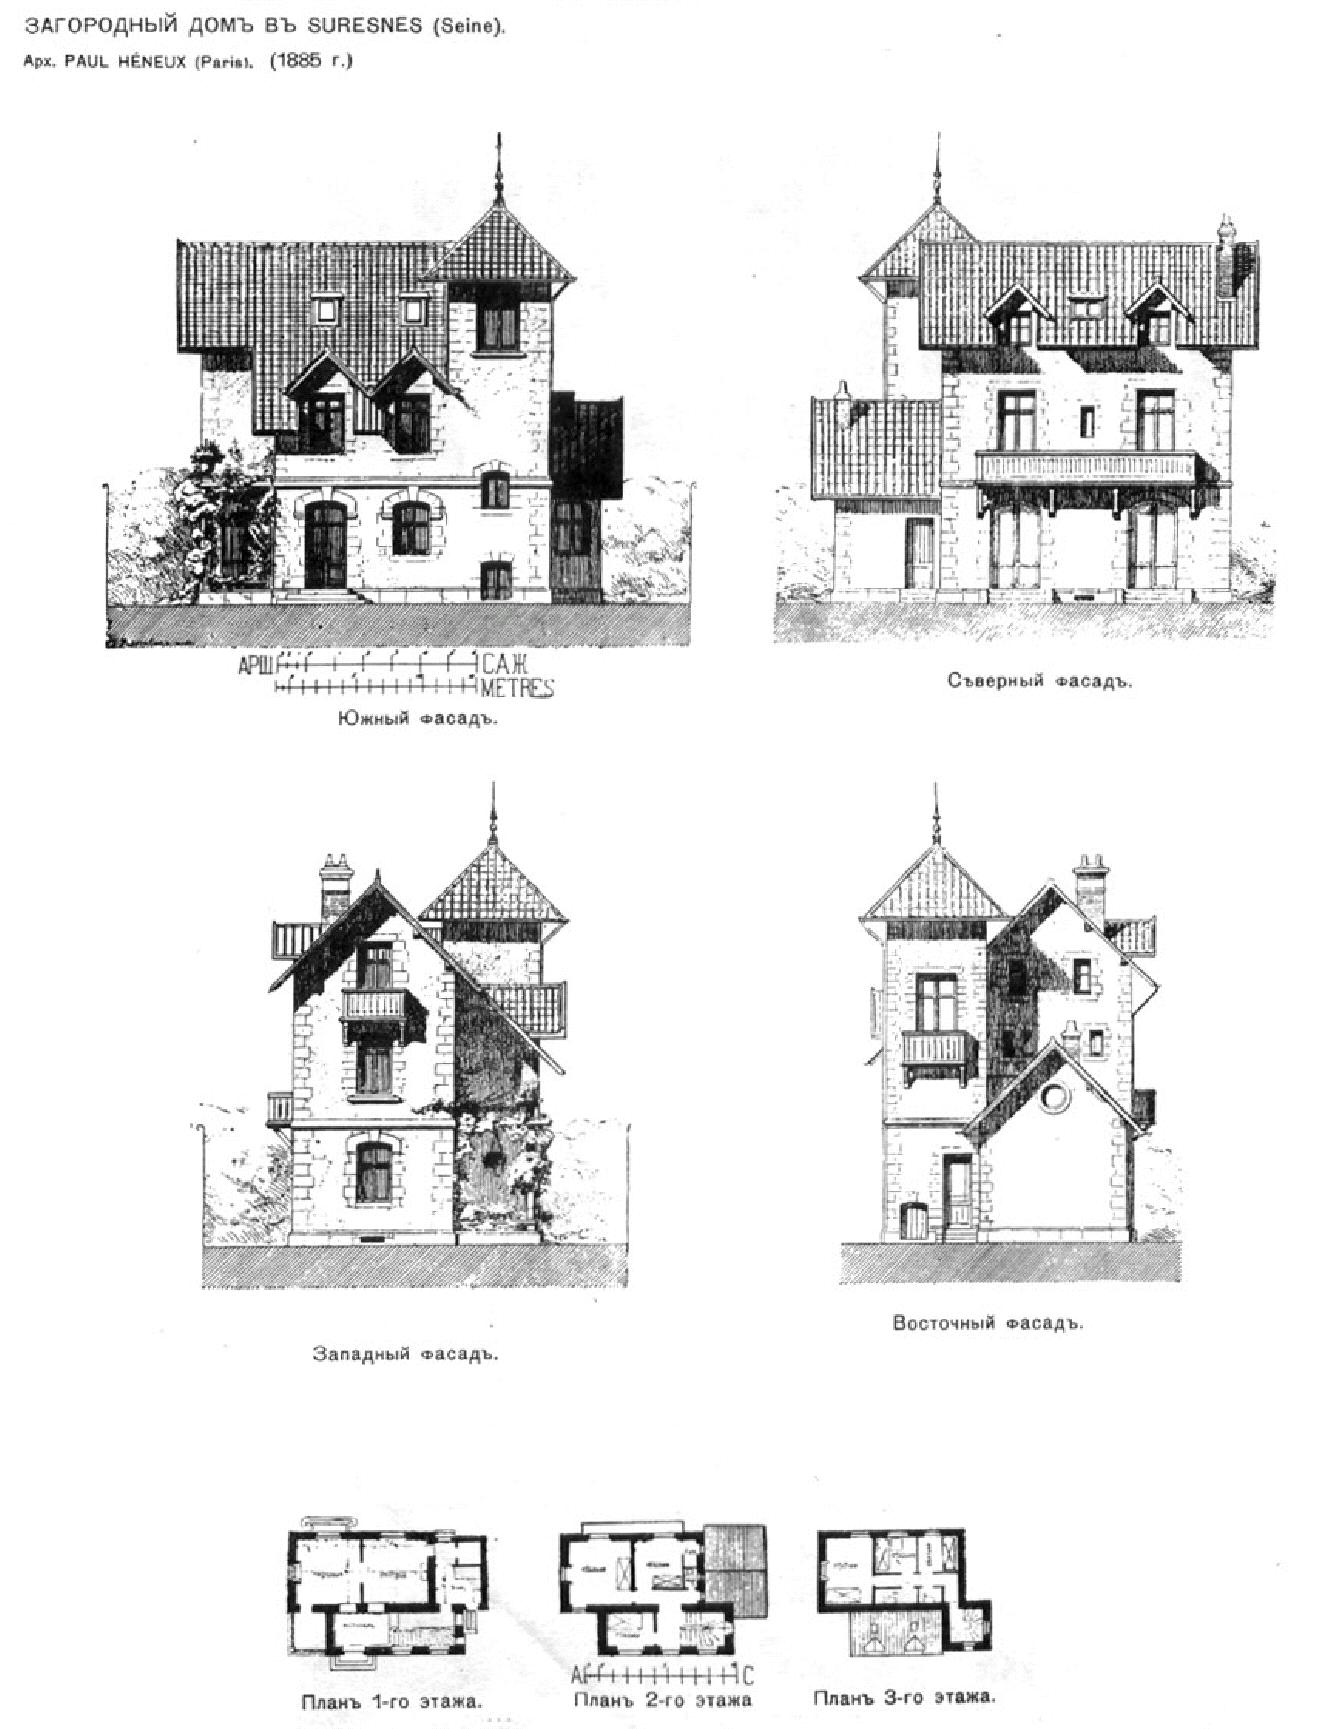 ЗАГОРОДНЫЙ ДОМЪ ВЪ SURESNES (Seine).
Арх. PAUL HÉNEUX (Paris). (1885 г.)
АРШ САЖ
METRES
Южный фасадъ.
Сѣверный фасадъ.
Западный фасадъ.
Восточный фасадъ.
Планъ 1-го этажа.
Планъ 2-го этажа
Планъ 3-го этажа.